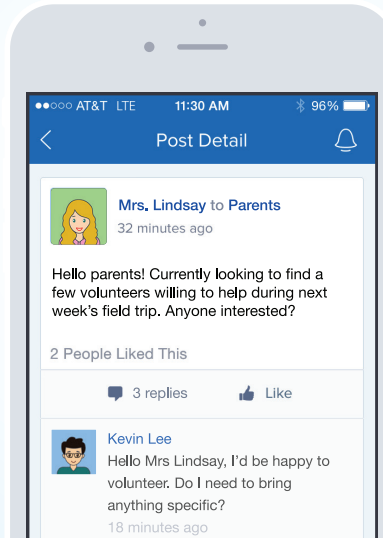 AT&T LTE 11:30 AM 96%
Post Detail
Mrs. Lindsay to Parents
32 minutes ago
Hello parents! Currently looking to find a
few volunteers willing to help during next
week’s field trip. Anyone interested?
2 People Liked This
3 replies Like
Kevin Lee
Hello Mrs Lindsay, I’d be happy to
volunteer. Do I need to bring
anything specific?
18 minutes ago